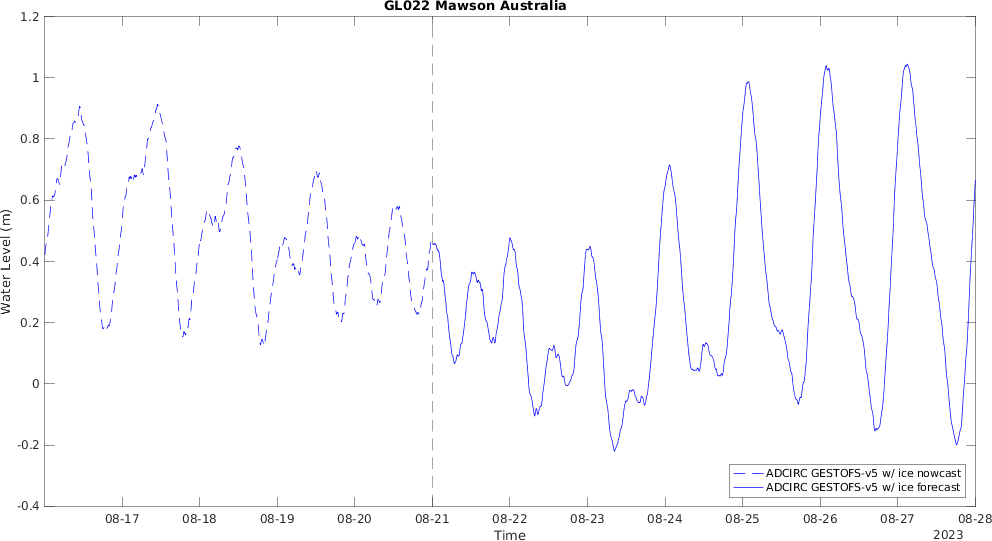 GL022 Mawson Australia
Water Level (m)
1.2
1
0.8
0.6
0.4
0.2
0
-0.2
-0.4
ADCIRC GESTOFS-v5 w/ ice nowcast
ADCIRC GESTOFS-v5 w/ ice forecast
08-17 08-18 08-19 08-20 08-21 08-22 08-23 08-24 08-25 08-26 08-27 08-28
Time
2023